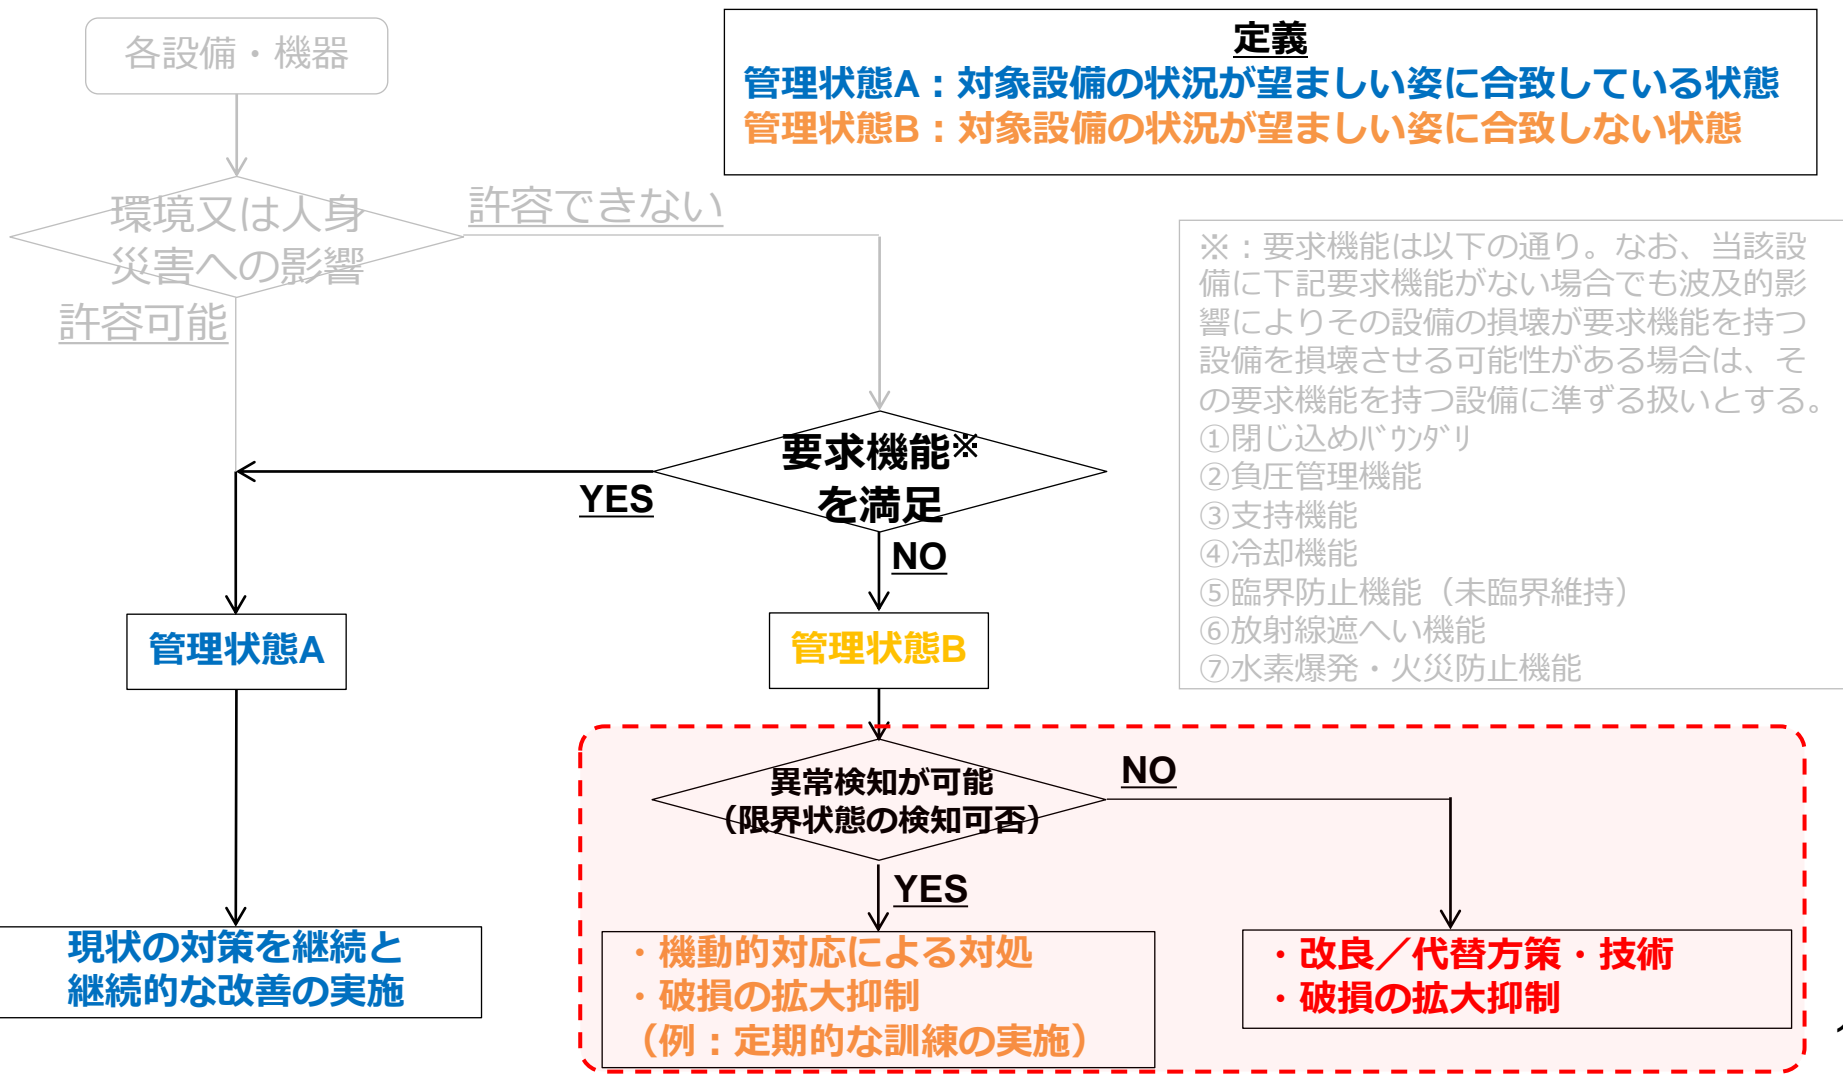 各設備・機器
定義
管理状態A：対象設備の状況が望ましい姿に合致している状態
管理状態B：対象設備の状況が望ましい姿に合致しない状態
環境又は人身
災害への影響
許容できない
許容可能
※：要求機能は以下の通り。なお、当該設
備に下記要求機能がない場合でも波及的影
響によりその設備の損壊が要求機能を持つ
設備を損壊させる可能性がある場合は、そ
の要求機能を持つ設備に準ずる扱いとする。
①閉じ込めﾊﾞｳﾝﾀﾞﾘ
②負圧管理機能
③支持機能
④冷却機能
⑤臨界防止機能（未臨界維持）
⑥放射線遮へい機能
⑦水素爆発・火災防止機能
要求機能※
を満足
YES
NO
管理状態A
管理状態B
異常検知が可能
（限界状態の検知可否）
NO
YES
現状の対策を継続と
継続的な改善の実施
・機動的対応による対処
・破損の拡大抑制
（例：定期的な訓練の実施）
・改良／代替方策・技術
・破損の拡大抑制